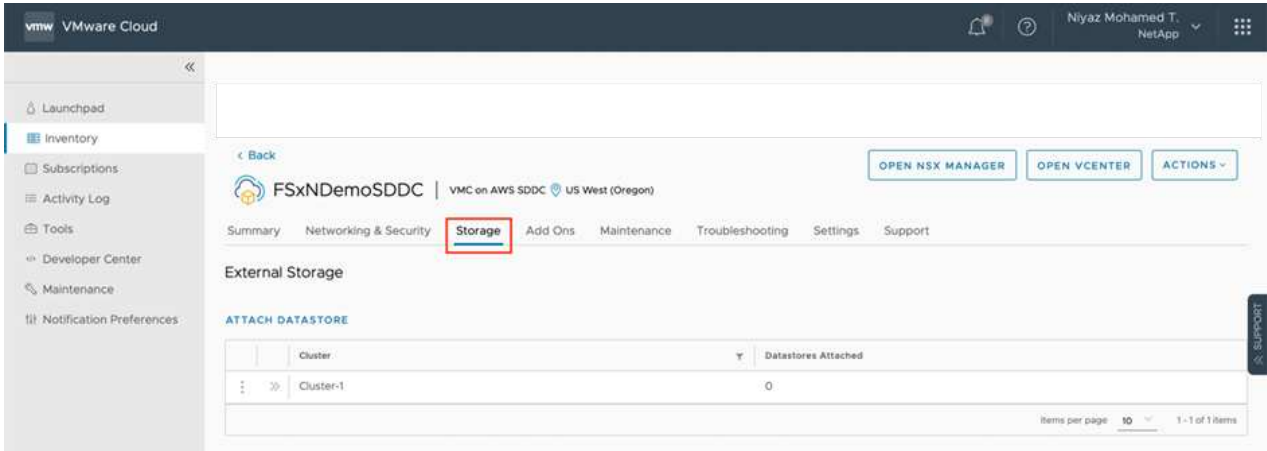 vmw VMware Cloud
Niyaz Mohamed T.
NetApp
Launchpad
Inventory
Subscriptions
Activity Log
Tools
Developer Center
Maintenance
Notification Preferences
< Back
OPEN NSX MANAGER OPEN VCENTER ACTIONS
FSxNDemoSDDC | VMC on AWS SDDC US West (Oregon)
Summary Networking & Security Storage Add Ons Maintenance Troubleshooting Settings Support
External Storage
ATTACH DATASTORE
Cluster Datastores Attached
Cluster-1 0
Items per page 10 1 - 1 of 1 items
« SUPPORT